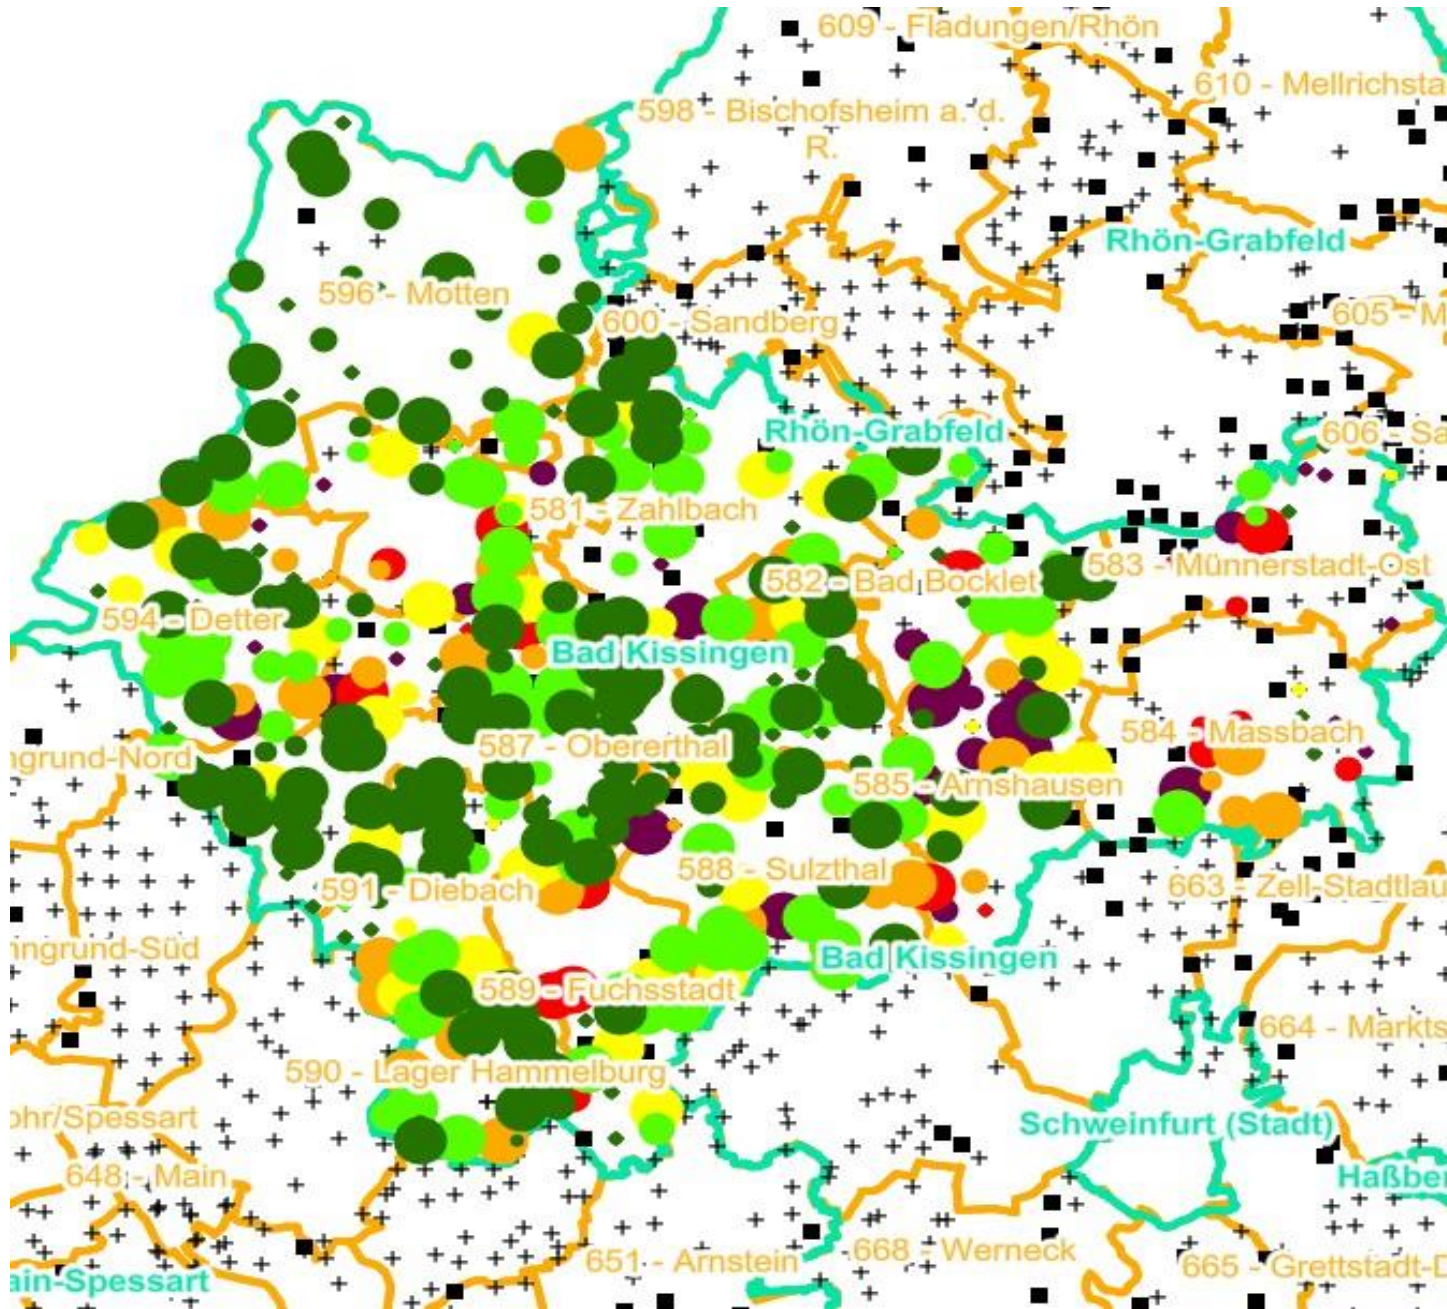 609 - Fladungen/Rhön
610 - Mellrichsta
598 - Bischofsheim a. d.
R.
Rhön-Grabfeld
596 - Motten
600 - Sandberg
605 - M
Rhön-Grabfeld
606 - Sa
581 - Zahlbach
583 - Münnerstadt-Ost
582 - Bad Bocklet
594 - Detter
Bad Kissingen
584 - Massbach
587 - Obererthal
ngrund-Nord
585 - Arnshausen
588 - Sulzthal
591 - Diebach
663 - Zell-Stadtlau
nngrund-Süd
Bad Kissingen
589 - Fuchsstadt
664 - Markts
590 - Lager Hammelburg
ohr/Spessart
Schweinfurt (Stadt)
648 - Main
Haßber
668 - Werneck
651 - Arnstein
665 - Grettstadt-D
ain-Spessart